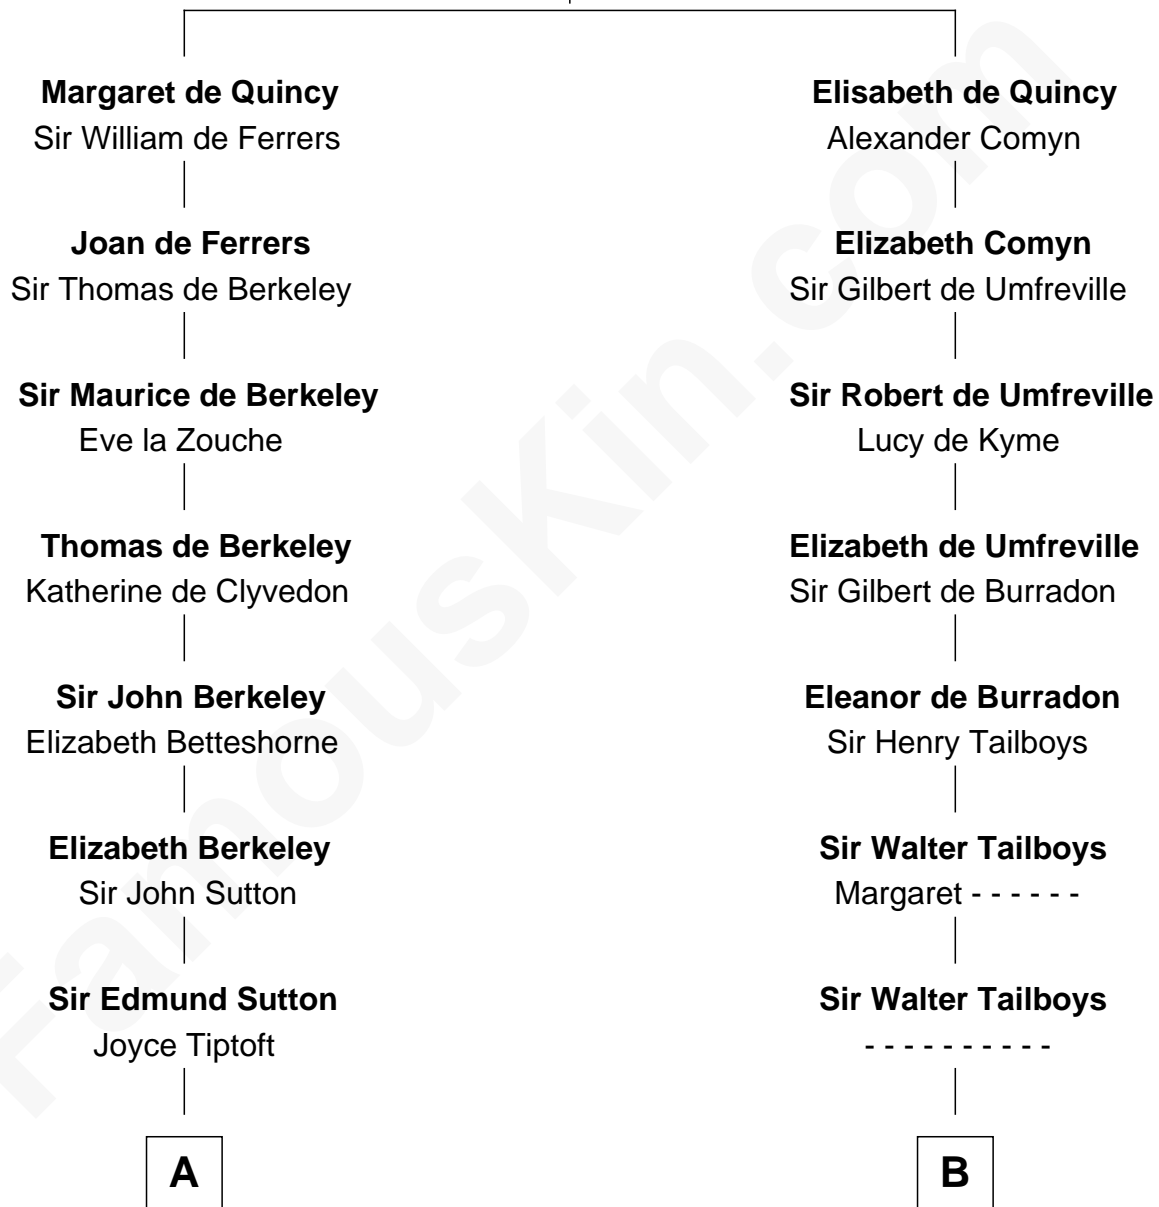 Margaret de Quincy
Sir William de Ferrers
Joan de Ferrers
Sir Thomas de Berkeley
Sir Maurice de Berkeley
Eve la Zouche
Thomas de Berkeley
Katherine de Clyvedon
Sir John Berkeley
Elizabeth Betteshorne
Elizabeth Berkeley
Sir John Sutton
Sir Edmund Sutton
Joyce Tiptoft
A
Elisabeth de Quincy
Alexander Comyn
Elizabeth Comyn
Sir Gilbert de Umfreville
Sir Robert de Umfreville
Lucy de Kyme
Elizabeth de Umfreville
Sir Gilbert de Burradon
Eleanor de Burradon
Sir Henry Tailboys
Sir Walter Tailboys
Margaret - - - - - -
Sir Walter Tailboys
- - - - - - - - - -
B
FamousKin.com